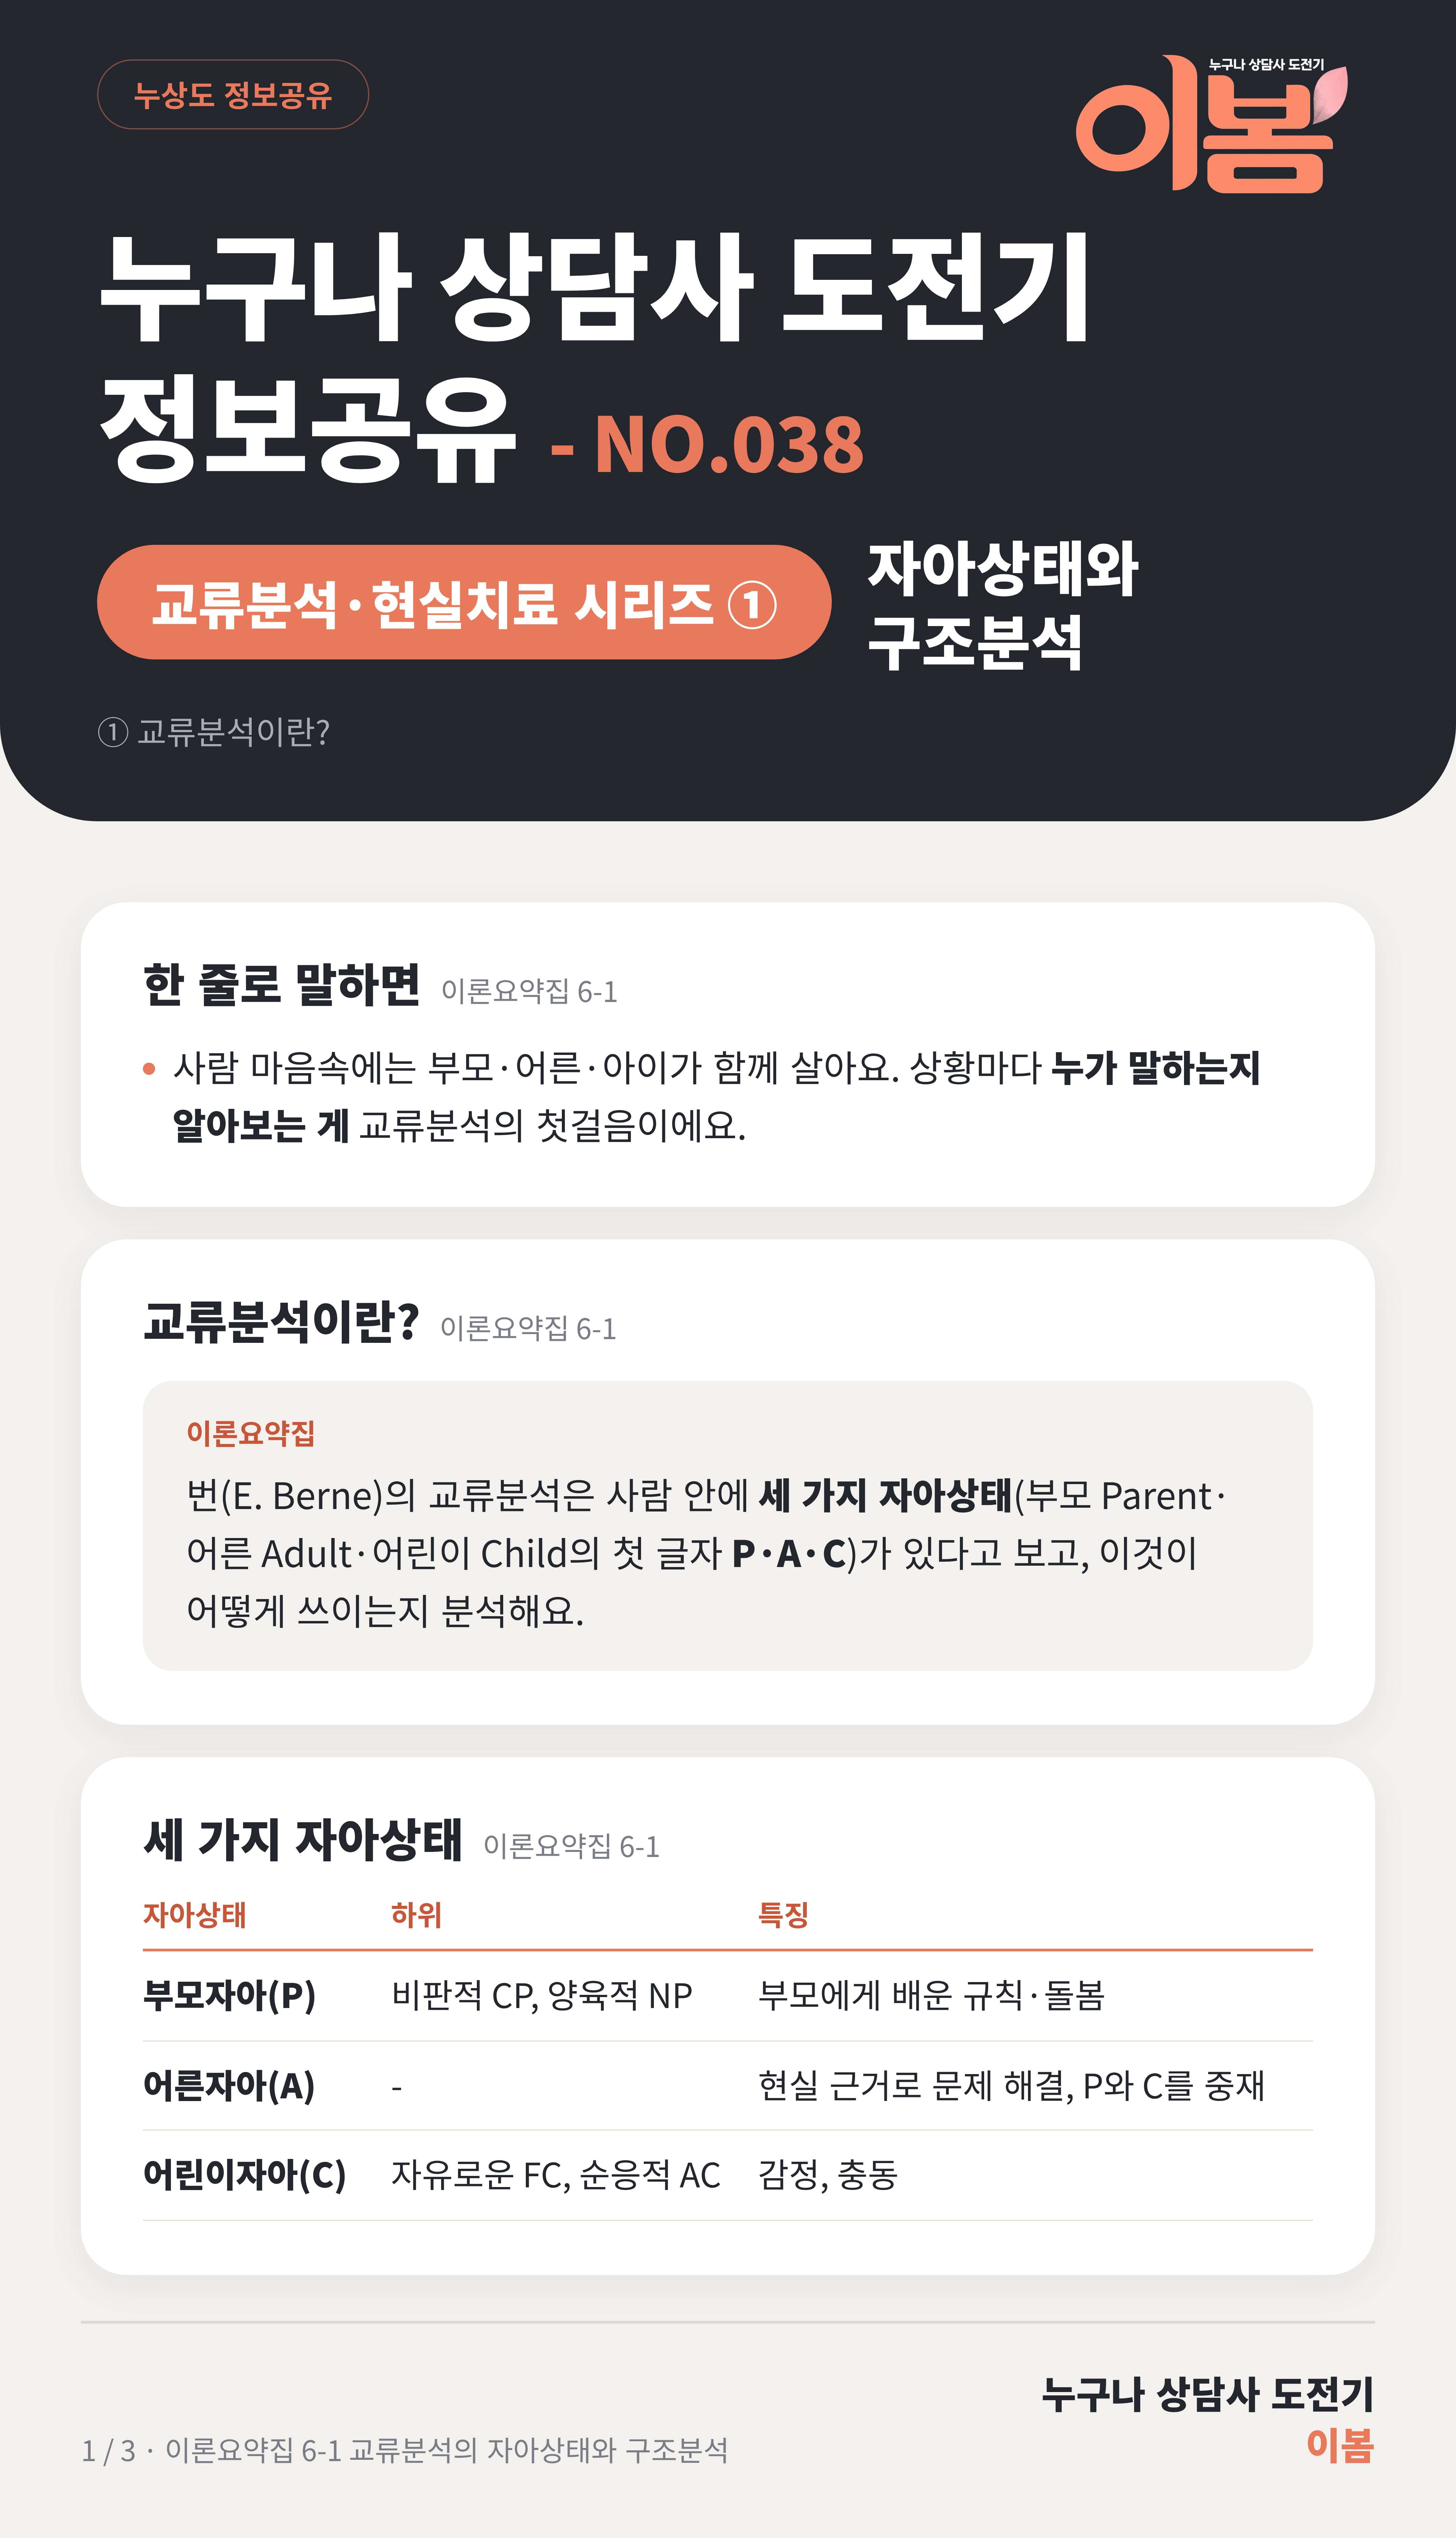 누상도 정보공유
누구나 상담사 도전기
이봄
누구나 상담사 도전기
정보공유 - NO.038
교류분석·현실치료 시리즈 ①
자아상태와
구조분석
① 교류분석이란?
한 줄로 말하면 이론요약집 6-1
• 사람 마음속에는 부모·어른·아이가 함께 살아요. 상황마다 누가 말하는지
알아보는 게 교류분석의 첫걸음이에요.
교류분석이란? 이론요약집 6-1
이론요약집
번(E. Berne)의 교류분석은 사람 안에 세 가지 자아상태(부모 Parent·
어른 Adult·어린이 Child의 첫 글자 P·A·C)가 있다고 보고, 이것이
어떻게 쓰이는지 분석해요.
세 가지 자아상태 이론요약집 6-1
자아상태 하위 특징
부모자아(P) 비판적 CP, 양육적 NP 부모에게 배운 규칙·돌봄
어른자아(A) - 현실 근거로 문제 해결, P와 C를 중재
어린이자아(C) 자유로운 FC, 순응적 AC 감정, 충동
누구나 상담사 도전기
이봄
1 / 3 · 이론요약집 6-1 교류분석의 자아상태와 구조분석